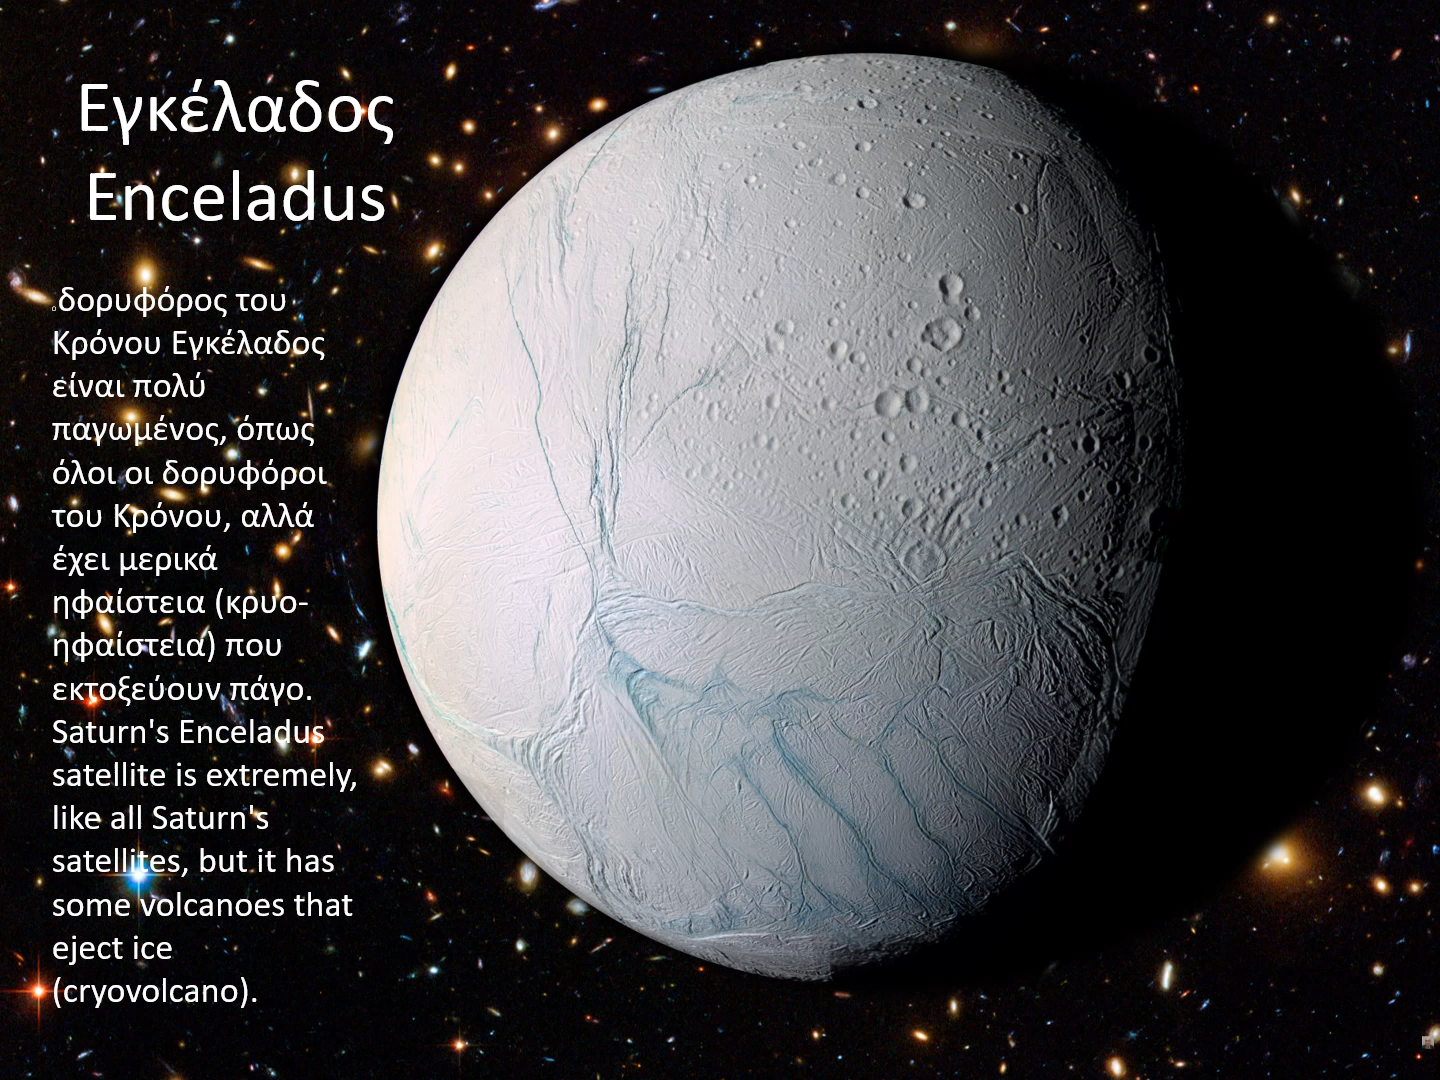 Εγκέλαδος
Enceladus
δορυφόρος του
Κρόνου Εγκέλαδος
είναι πολύ
παγωμένος, όπως
όλοι οι δορυφόροι
του Κρόνου, αλλά
έχει μερικά
ηφαίστεια (κρυο-
ηφαίστεια) που
εκτοξεύουν πάγο.
Saturn's Enceladus
satellite is extremely,
like all Saturn's
satellites, but it has
some volcanoes that
eject ice
(cryovolcano).